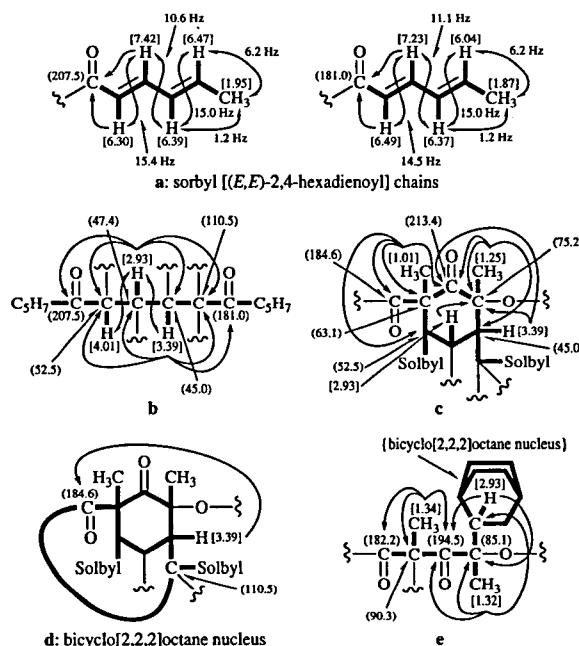 10.6 Hz
11.1 Hz
O
[7.42]
[6.47]
O
[7.23]
[6.04]
(207.5)
C
H
H
6.2 Hz
(181.0)
C
H
H
6.2 Hz
[1.95]
[1.87]
CH3
CH3
H
H
15.0 Hz
H
H
15.0 Hz
[6.30]
[6.39]
1.2 Hz
[6.49]
[6.37]
1.2 Hz
15.4 Hz
14.5 Hz
a: sorbyl [(E,E)-2,4-hexadienoyl] chains
(47.4)
(110.5)
(213.4)
(75.2)
O
[2.93]
H
O
(184.6)
[1.01]
H3C
O
[1.25]
CH3
C5H7
C
(207.5)
C
(181.0)
C5H7
C
O
O
H
H
(63.1)
H
H
[3.39]
[4.01]
[3.39]
(52.5)
[2.93]
Solbyl
Solbyl
(45.0)
(52.5)
(45.0)
b
c
{bicyclo[2,2,2]octane nucleus}
(184.6)
H3C
O
CH3
C
O
O
H
[3.39]
[2.93]
H
[1.34]
CH3
(182.2)
(194.5)
(85.1)
C
C
C
C
O
Solbyl
Solbyl
C
(110.5)
O
O
CH3
[1.32]
(90.3)
d: bicyclo[2,2,2]octane nucleus
e